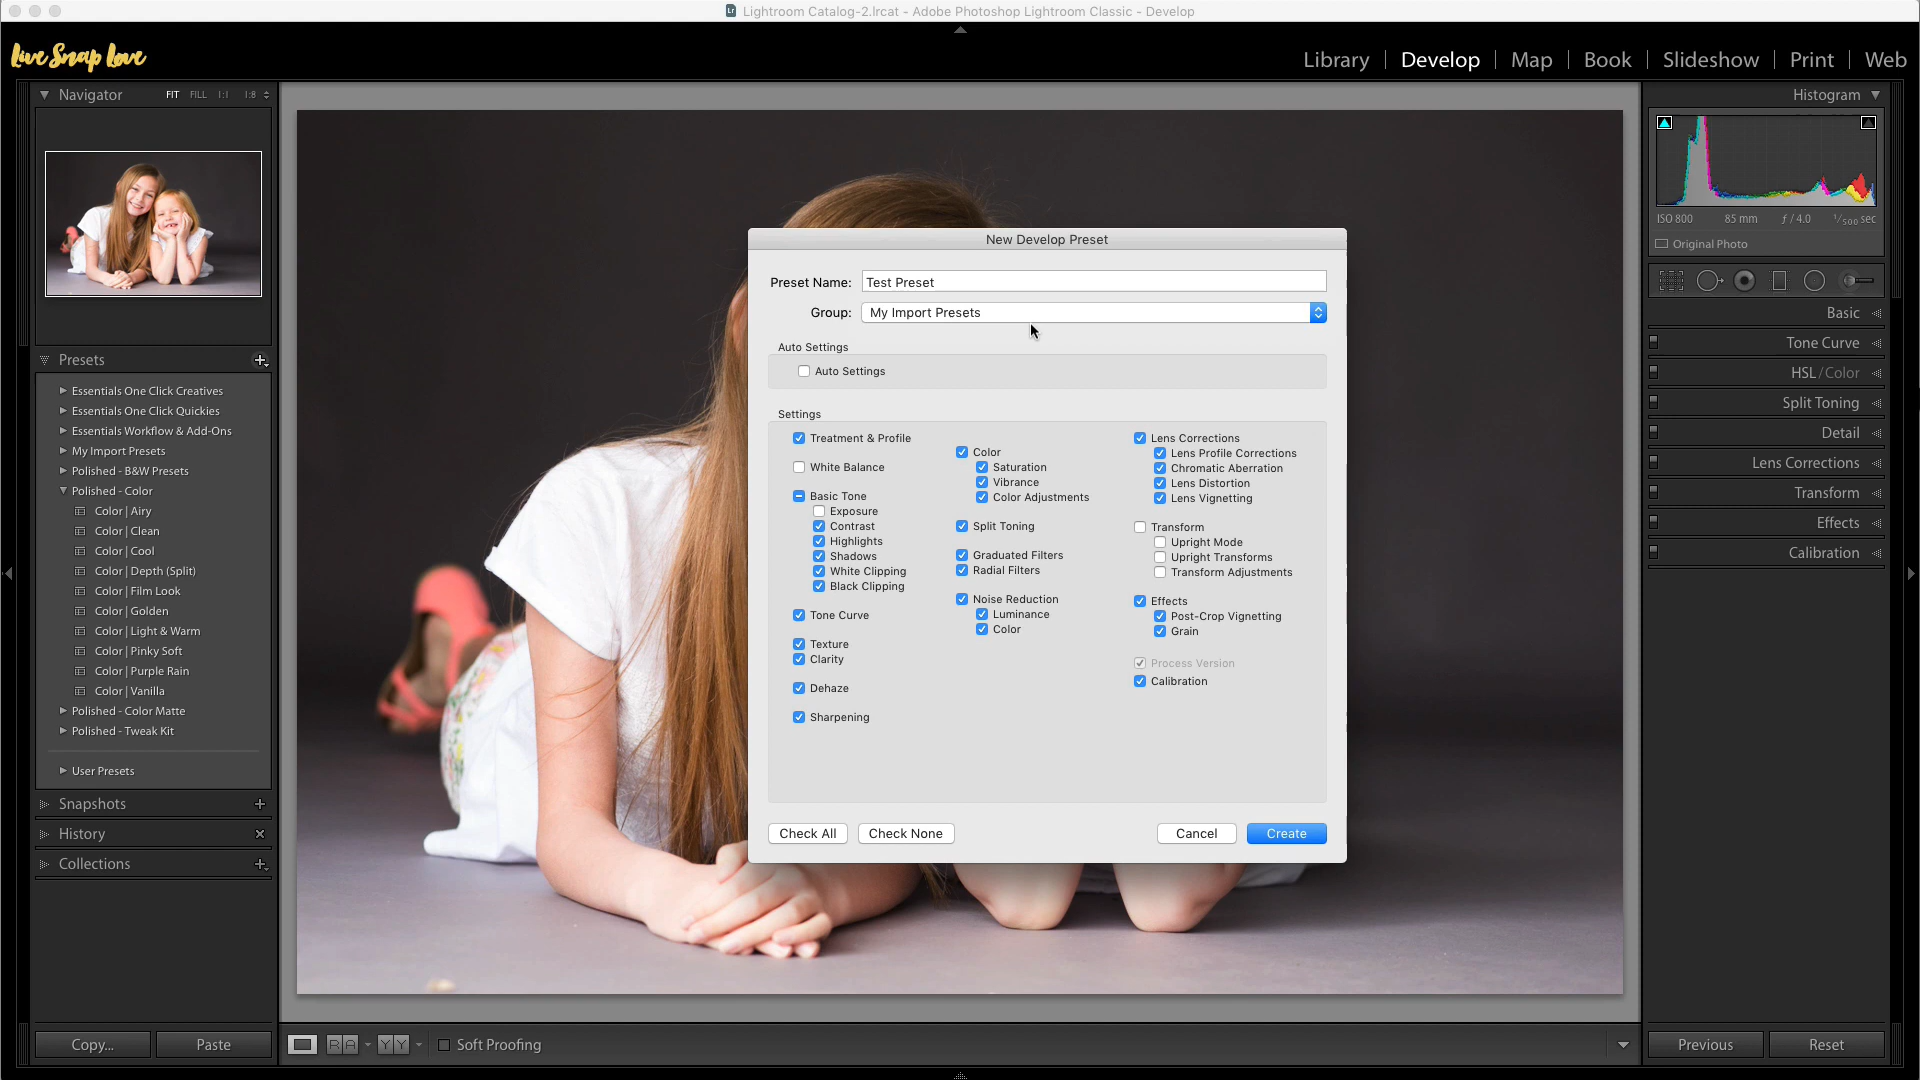 Lightroom Catalog-2.lrcat - Adobe Photoshop Lightroom Classic - Develop
Live Snap Love
Library | Develop | Map | Book | Slideshow | Print | Web
Navigator FIT FILL 1:1 1:8
Histogram
ISO 800 85 mm ƒ / 4.0 1/500 sec
Original Photo
Presets
Essentials One Click Creatives
Essentials One Click Quickies
Essentials Workflow & Add-Ons
My Import Presets
Polished - B&W Presets
Polished - Color
Color | Airy
Color | Clean
Color | Cool
Color | Depth (Split)
Color | Film Look
Color | Golden
Color | Light & Warm
Color | Pinky Soft
Color | Purple Rain
Color | Vanilla
Polished - Color Matte
Polished - Tweak Kit
User Presets
Snapshots
History
Collections
Copy... Paste
New Develop Preset
Preset Name: Test Preset
Group: My Import Presets
Auto Settings
Auto Settings
Settings
Treatment & Profile
White Balance
Basic Tone
Exposure
Contrast
Highlights
Shadows
White Clipping
Black Clipping
Tone Curve
Texture
Clarity
Dehaze
Sharpening
Color
Saturation
Vibrance
Color Adjustments
Split Toning
Graduated Filters
Radial Filters
Noise Reduction
Luminance
Color
Lens Corrections
Lens Profile Corrections
Chromatic Aberration
Lens Distortion
Lens Vignetting
Transform
Upright Mode
Upright Transforms
Transform Adjustments
Effects
Post-Crop Vignetting
Grain
Process Version
Calibration
Check All Check None Cancel Create
Basic
Tone Curve
HSL / Color
Split Toning
Detail
Lens Corrections
Transform
Effects
Calibration
R A Y Y Soft Proofing
Previous Reset